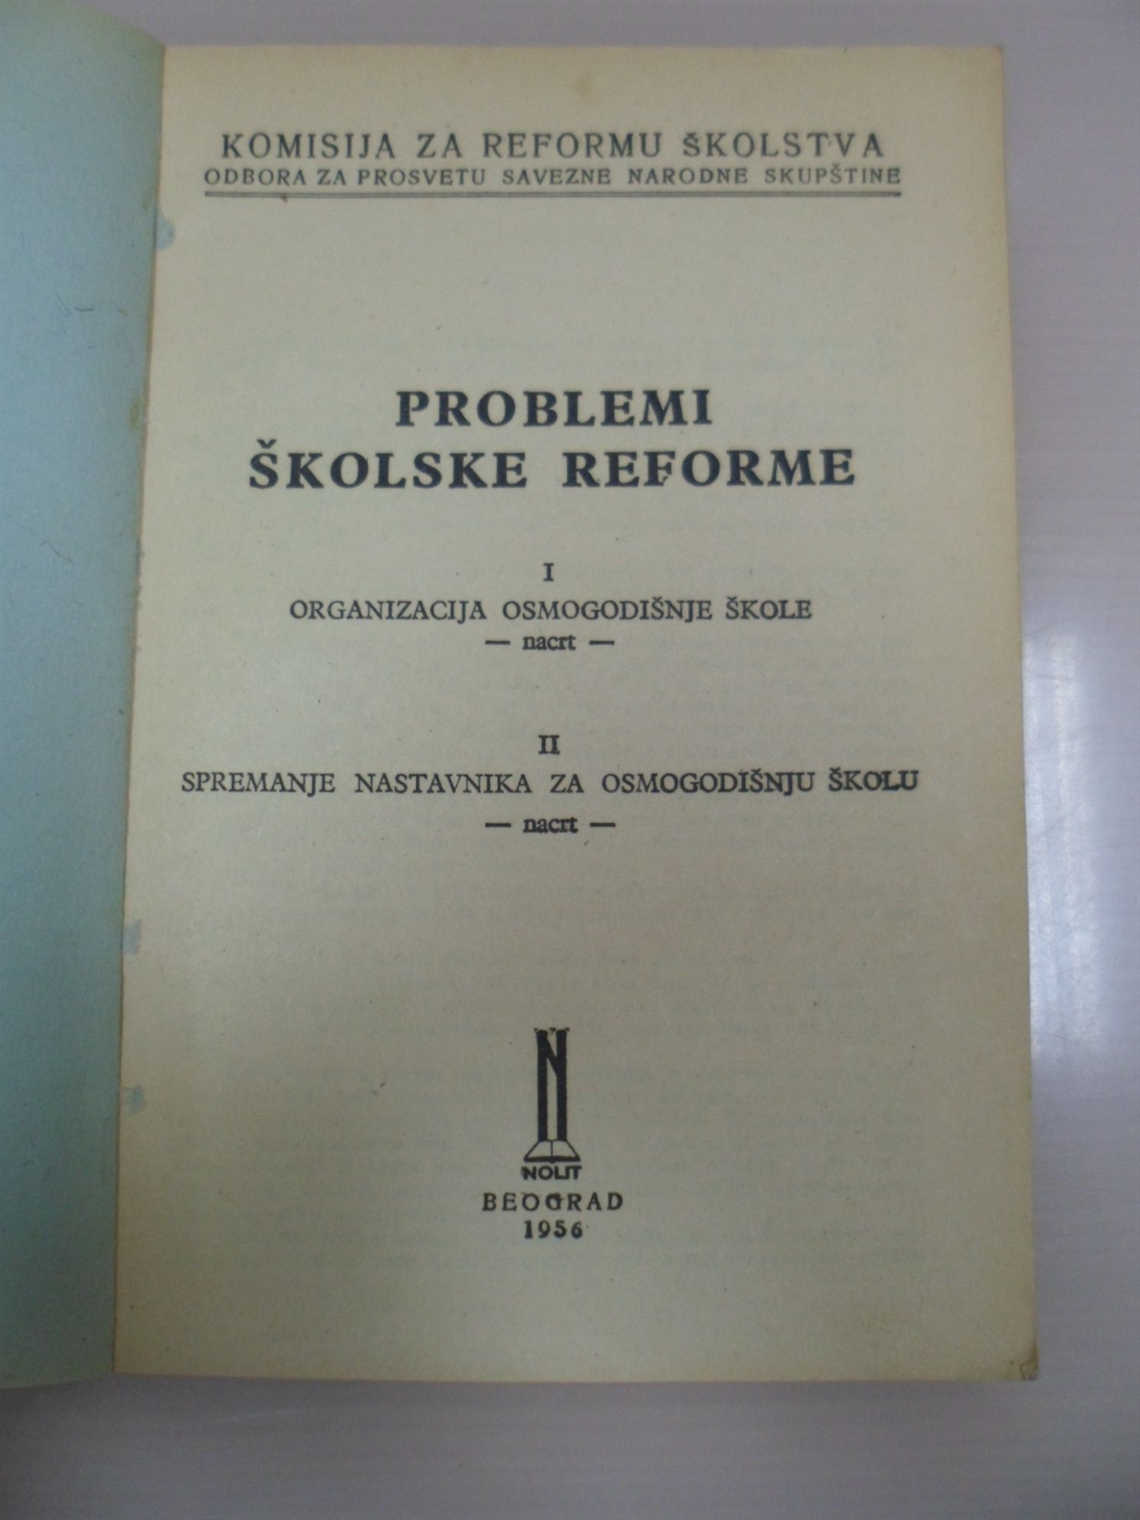 KOMISIJA ZA REFORMU ŠKOLSTVA
ODBORA ZA PROSVETU SAVEZNE NARODNE SKUPŠTINE
PROBLEMI
ŠKOLSKE REFORME
I
ORGANIZACIJA OSMOGODIŠNJE ŠKOLE
— nacrt —
II
SPREMANJE NASTAVNIKA ZA OSMOGODIŠNJU ŠKOLU
— nacrt —
N
NOLIT
BEOGRAD
1956